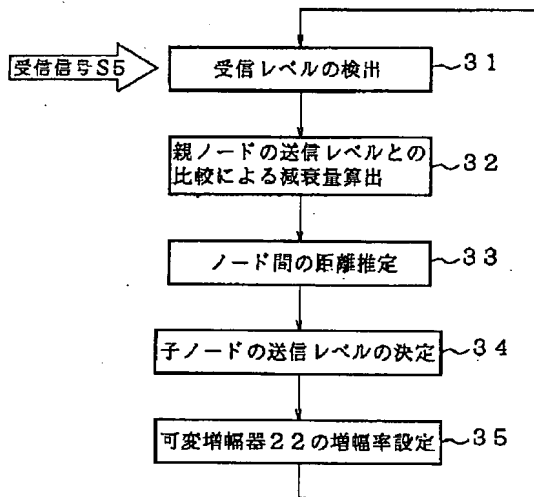 受信信号S5
受信レベルの検出
31
親ノードの送信レベルとの
比較による減衰量算出
32
ノード間の距離推定
33
子ノードの送信レベルの決定
34
可変増幅器22の増幅率設定
35